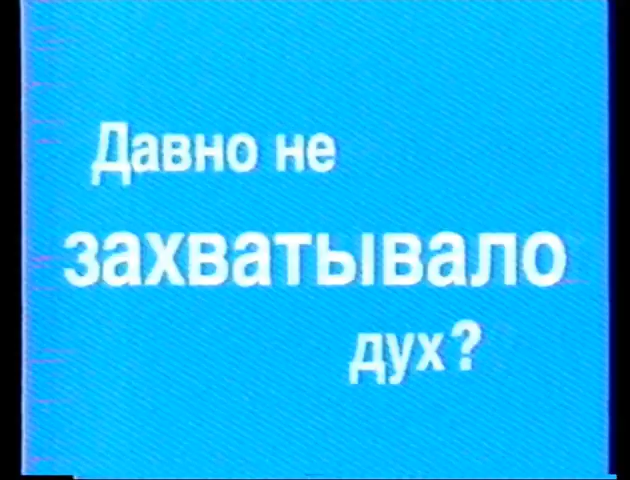 Давно не
захватывало
дух?